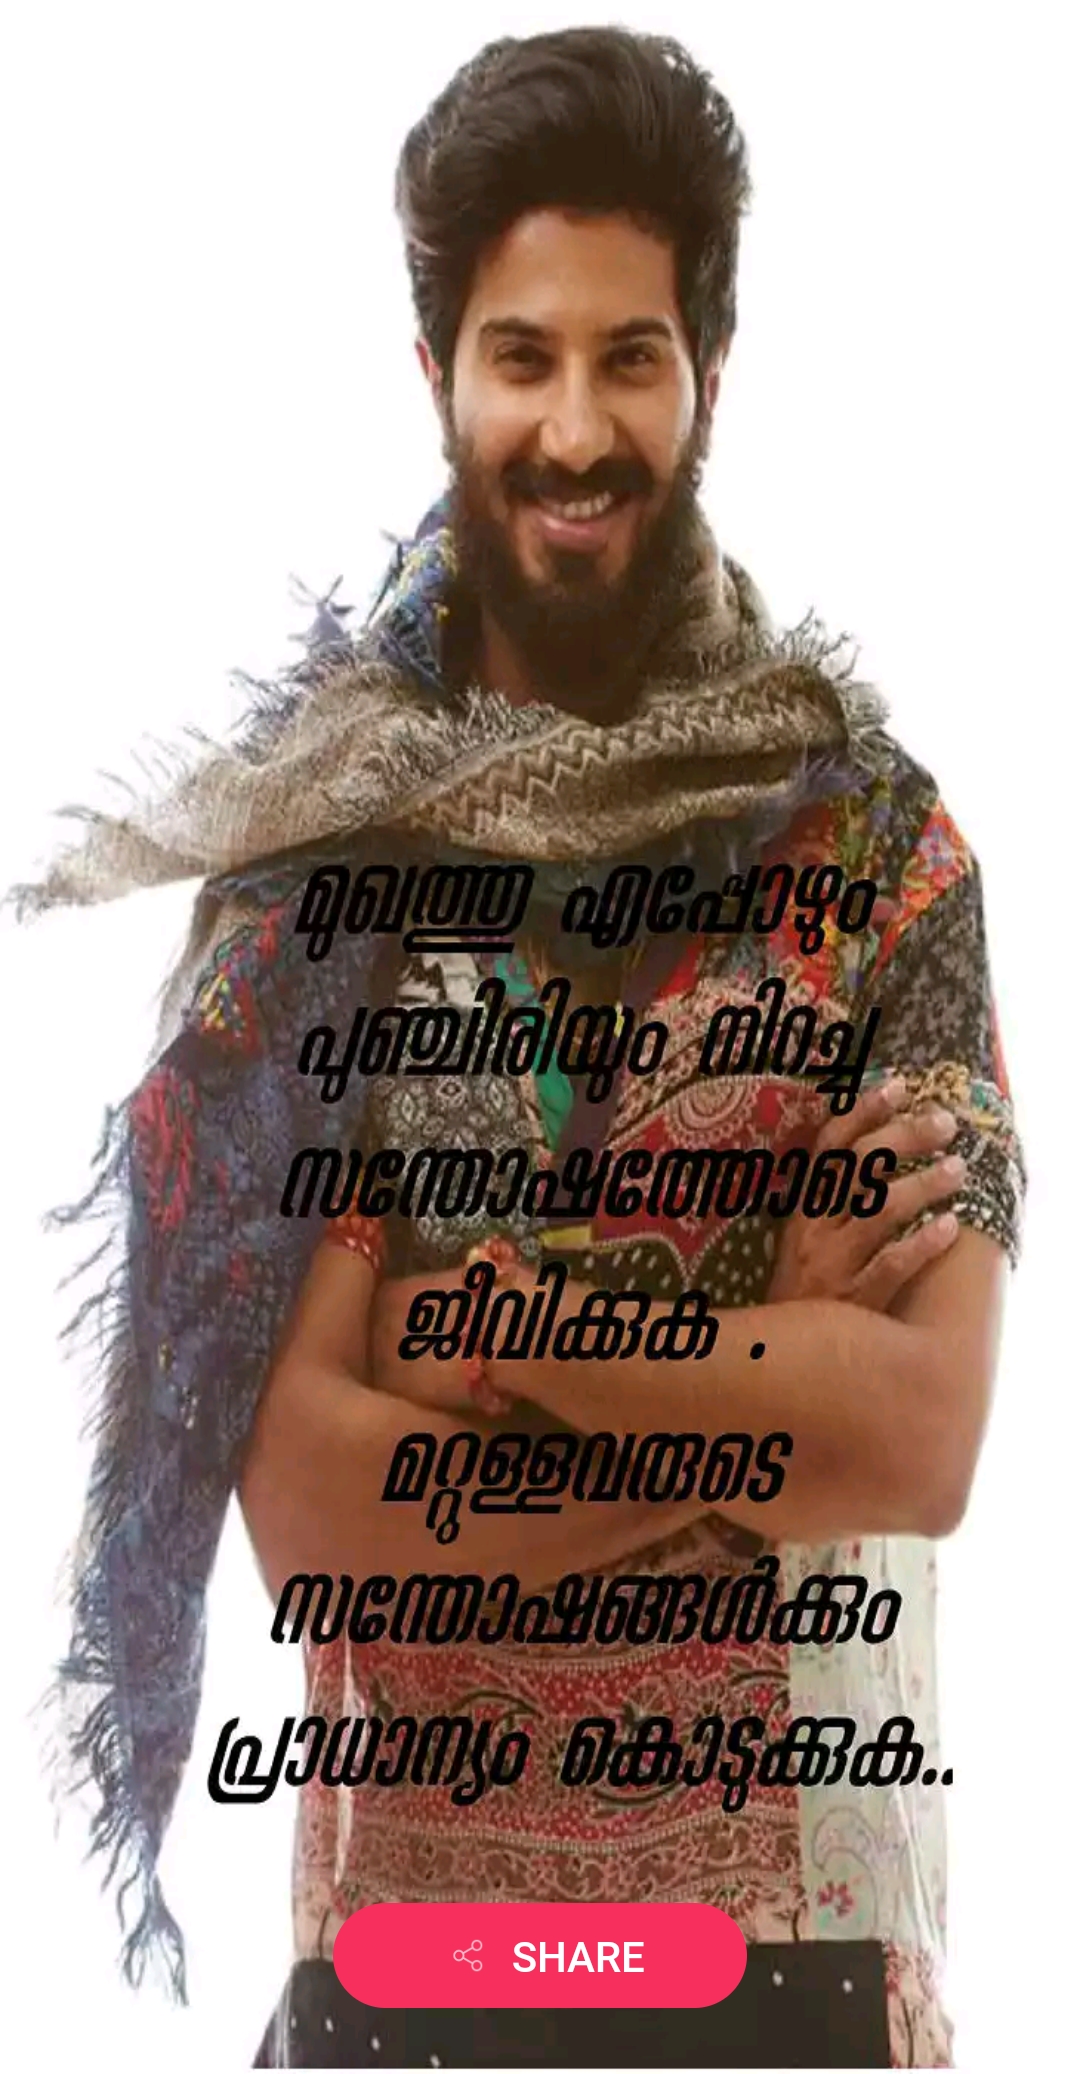 മുഖത്തു എപ്പോഴും
പുഞ്ചിരിയും നിറച്ചു
സന്തോഷത്തോടെ
ജീവിക്കുക .
മറ്റുള്ളവരുടെ
സന്തോഷങ്ങൾക്കും
പ്രാധാന്യം കൊടുക്കുക..
SHARE